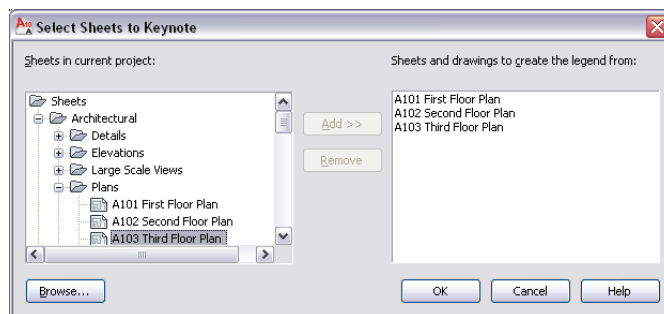 Select Sheets to Keynote
Sheets in current project:
Sheets
Architectural
Details
Elevations
Large Scale Views
Plans
A101 First Floor Plan
A102 Second Floor Plan
A103 Third Floor Plan
Browse...
Add >>
Remove
Sheets and drawings to create the legend from:
A101 First Floor Plan
A102 Second Floor Plan
A103 Third Floor Plan
OK
Cancel
Help